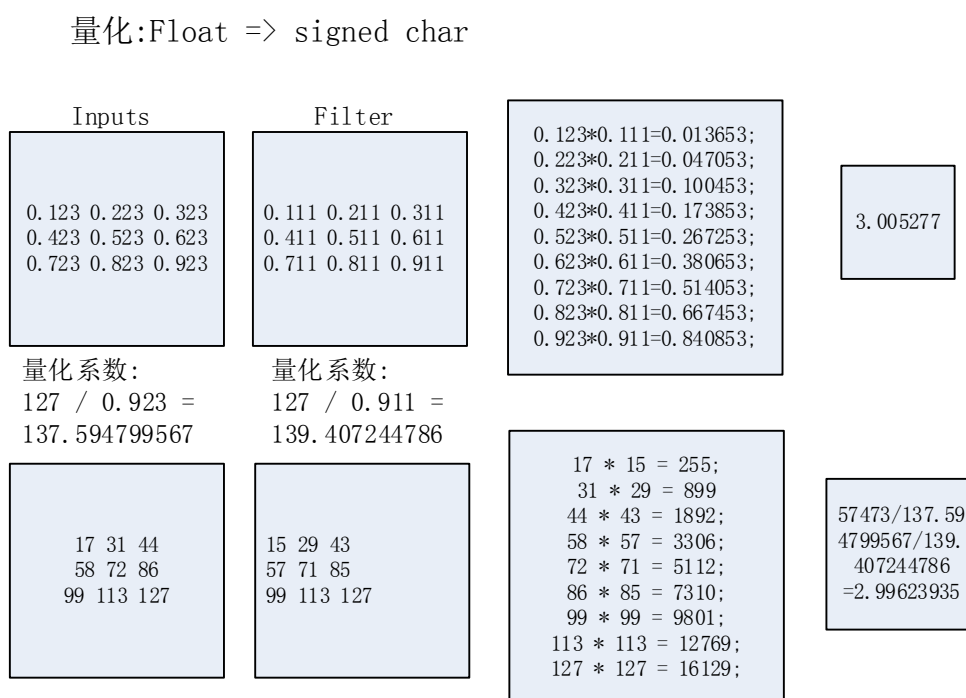 量化:Float => signed char
Inputs
0.123 0.223 0.323
0.423 0.523 0.623
0.723 0.823 0.923
量化系数:
127 / 0.923 =
137.594799567
Filter
0.111 0.211 0.311
0.411 0.511 0.611
0.711 0.811 0.911
量化系数:
127 / 0.911 =
139.407244786
0.123*0.111=0.013653;
0.223*0.211=0.047053;
0.323*0.311=0.100453;
0.423*0.411=0.173853;
0.523*0.511=0.267253;
0.623*0.611=0.380653;
0.723*0.711=0.514053;
0.823*0.811=0.667453;
0.923*0.911=0.840853;
3.005277
17 31 44
58 72 86
99 113 127
15 29 43
57 71 85
99 113 127
17 * 15 = 255;
31 * 29 = 899
44 * 43 = 1892;
58 * 57 = 3306;
72 * 71 = 5112;
86 * 85 = 7310;
99 * 99 = 9801;
113 * 113 = 12769;
127 * 127 = 16129;
57473/137.59
4799567/139.
407244786
=2.99623935